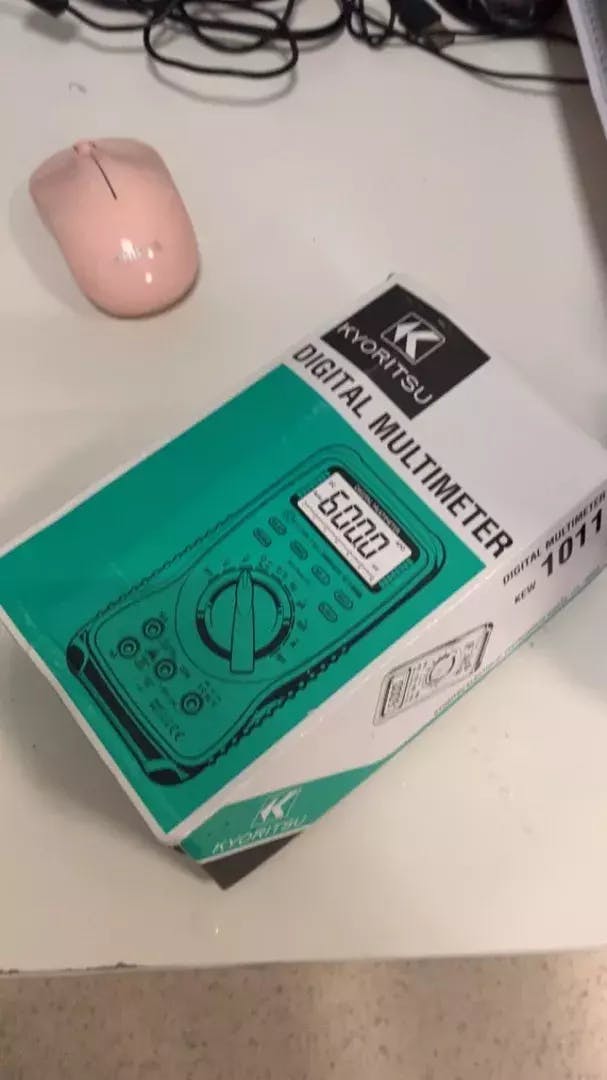 KYORITSU
DIGITAL MULTIMETER
6000
DIGITAL MULTIMETER
KEW 1011
KYORITSU